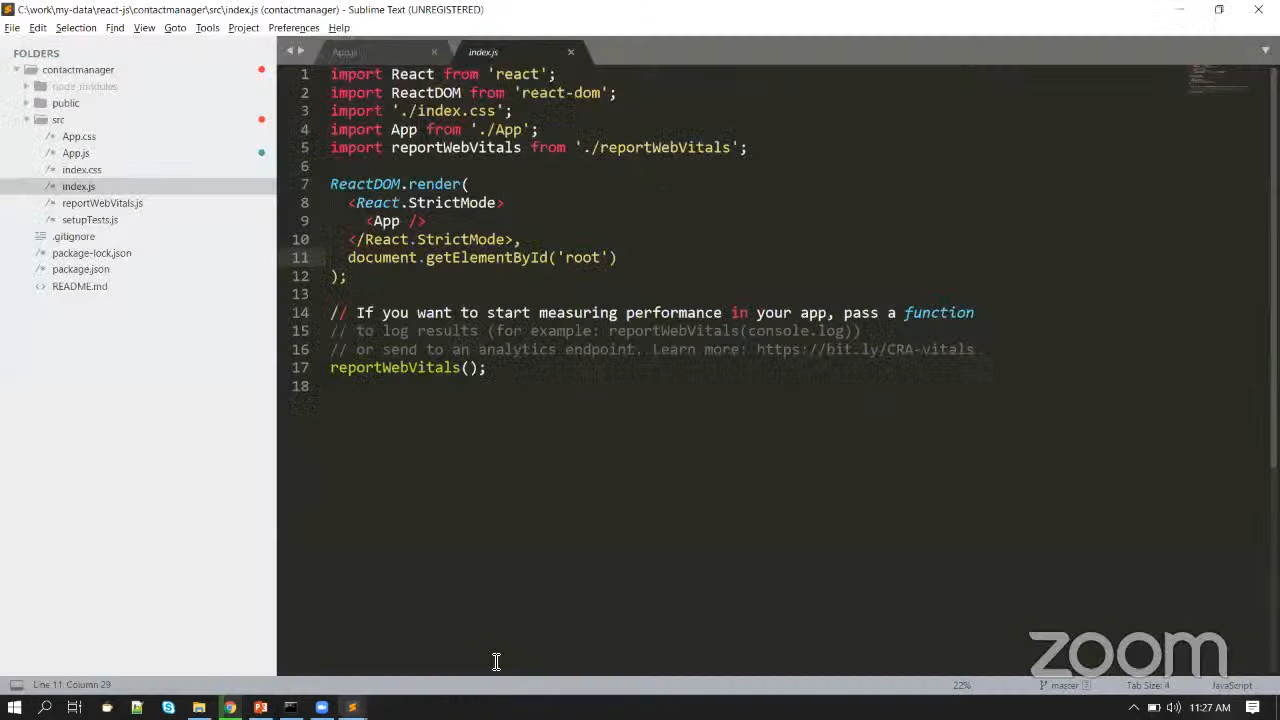 C:\work\my-data\react-js\contactmanager\src\index.js (contactmanager) - Sublime Text (UNREGISTERED)
File Edit Selection Find View Goto Tools Project Preferences Help
FOLDERS
contactmanager
node_modules
public
src
App.css
App.js
index.css
index.js
reportWebVitals.js
setupTests.js
.gitignore
package-lock.json
package.json
README.md
App.js
index.js
1 import React from 'react';
2 import ReactDOM from 'react-dom';
3 import './index.css';
4 import App from './App';
5 import reportWebVitals from './reportWebVitals';
6
7 ReactDOM.render(
8 <React.StrictMode>
9 <App />
10 </React.StrictMode>,
11 document.getElementById('root')
12 );
13
14 // If you want to start measuring performance in your app, pass a function
15 // to log results (for example: reportWebVitals(console.log))
16 // or send to an analytics endpoint. Learn more: https://bit.ly/CRA-vitals
17 reportWebVitals();
18
zoom
Line 11 Column 29
22%
master 2
Tab Size: 4
JavaScript
11:27 AM